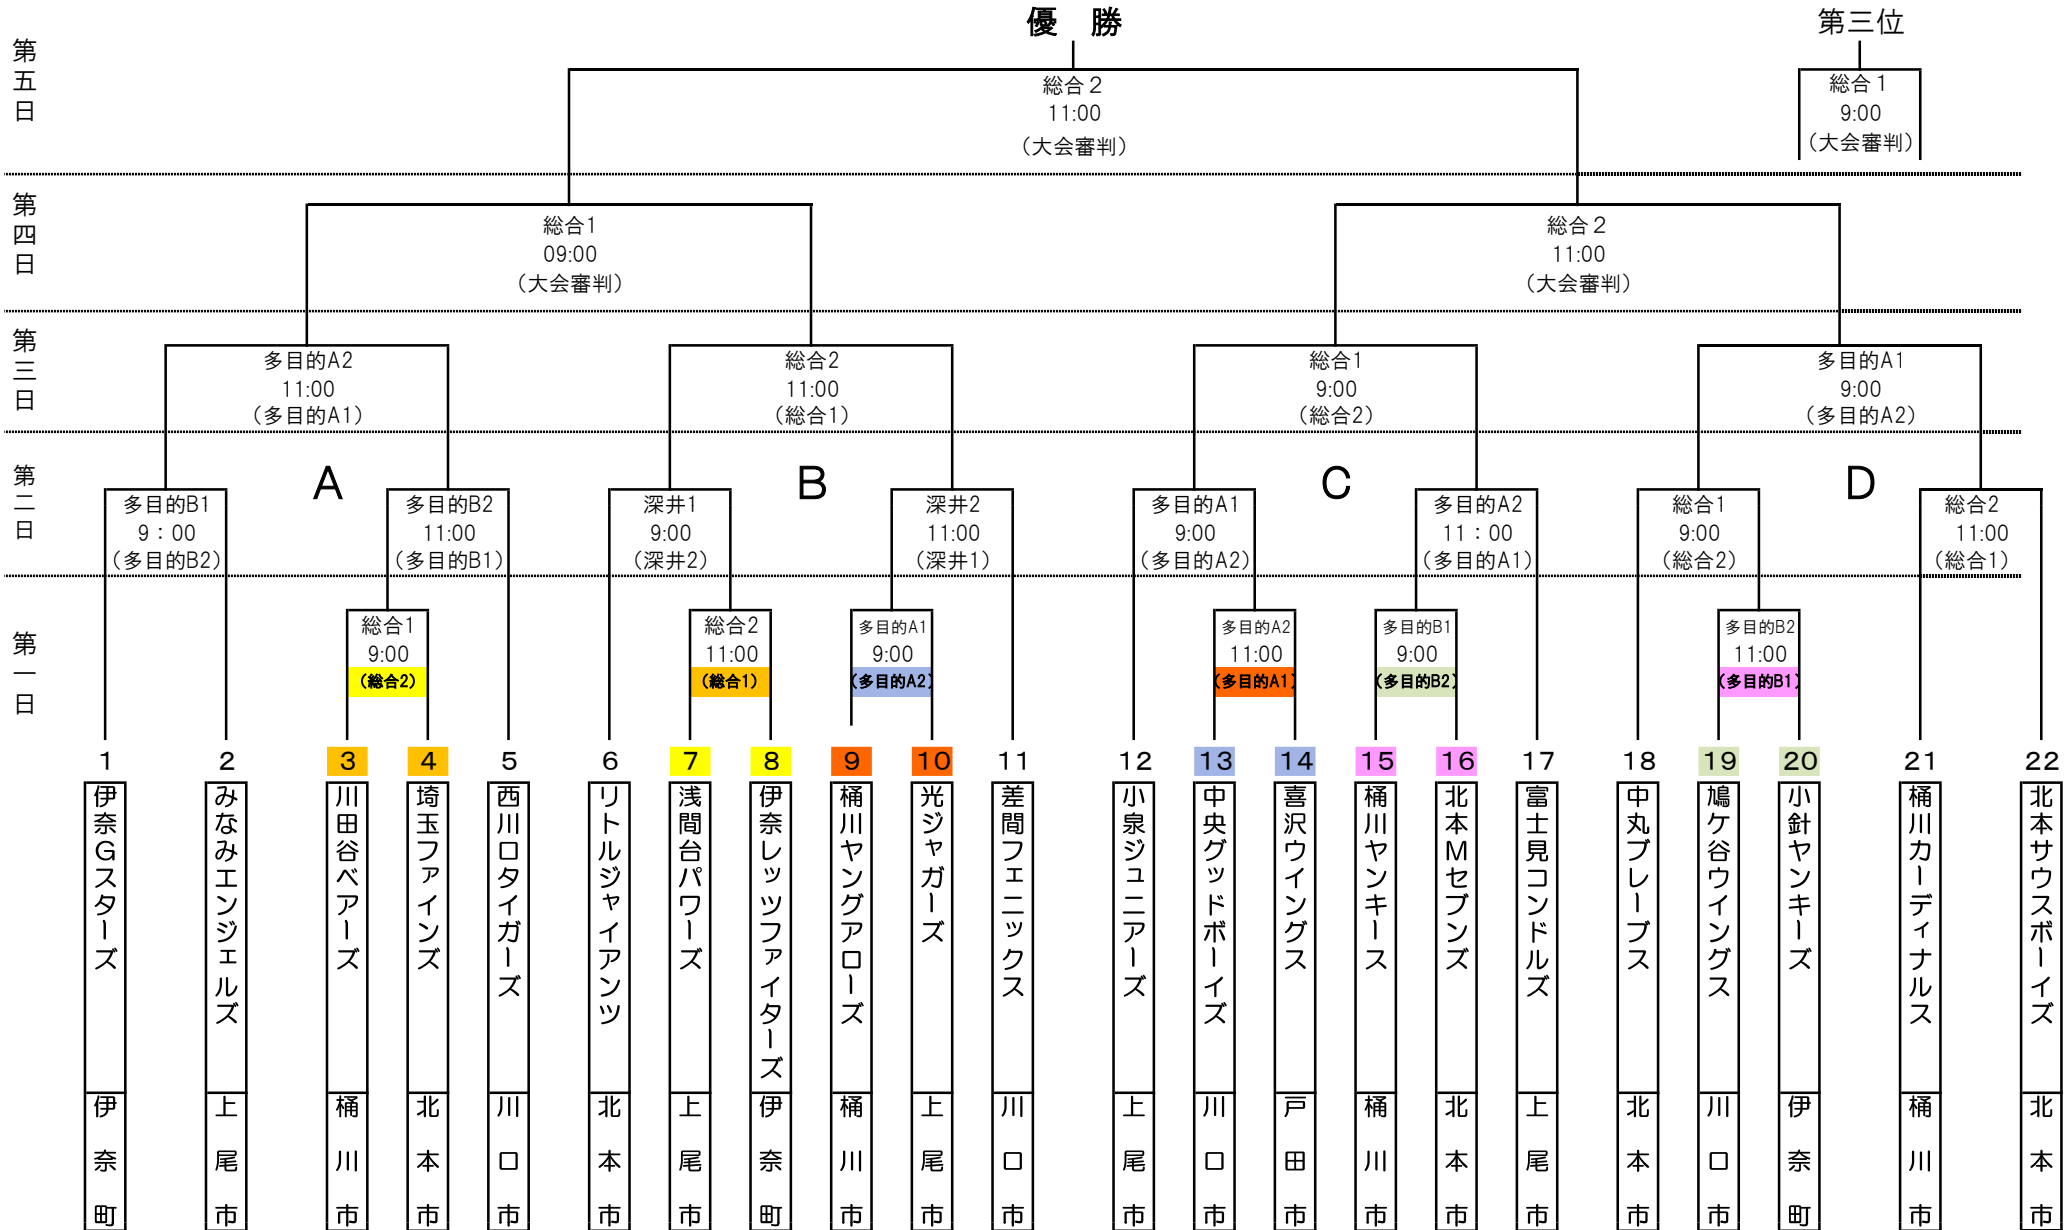 優　勝
第三位
第五日
総合２
11:00
（大会審判）
総合１
9:00
（大会審判）
第四日
総合1
09:00
（大会審判）
総合２
11:00
（大会審判）
第三日
多目的A2
11:00
(多目的A1)
総合2
11:00
(総合1)
総合1
9:00
(総合2)
多目的A1
9:00
(多目的A2)
第二日
A
B
C
D
多目的B1
9：00
(多目的B2)
多目的B2
11:00
(多目的B1)
深井1
9:00
(深井2)
深井2
11:00
(深井1)
多目的A1
9:00
(多目的A2)
多目的A2
11：00
(多目的A1)
総合1
9:00
(総合2)
総合2
11:00
(総合1)
第一日
総合1
9:00
(総合2)
総合2
11:00
(総合1)
多目的A1
9:00
(多目的A2)
多目的A2
11:00
(多目的A1)
多目的B1
9:00
(多目的B2)
多目的B2
11:00
(多目的B1)
1 2 3 4 5 6 7 8 9 10 11 12 13 14 15 16 17 18 19 20 21 22
伊奈Gスターズ
みなみエンジェルズ
川田谷ベアーズ
埼玉ファインズ
西川口タイガーズ
リトルジャイアンツ
浅間台パワーズ
伊奈レッツファイターズ
桶川ヤングアローズ
光ジャガーズ
差間フェニックス
小泉ジュニアーズ
中央グッドボーイズ
喜沢ウイングス
桶川ヤンキース
北本Mセブンズ
富士見コンドルズ
中丸ブレーブス
鳩ケ谷ウイングス
小針ヤンキーズ
桶川カーディナルス
北本サウスボーイズ
伊奈町
上尾市
桶川市
北本市
川口市
北本市
上尾市
伊奈町
桶川市
上尾市
川口市
上尾市
川口市
戸田市
桶川市
北本市
上尾市
北本市
川口市
伊奈町
桶川市
北本市